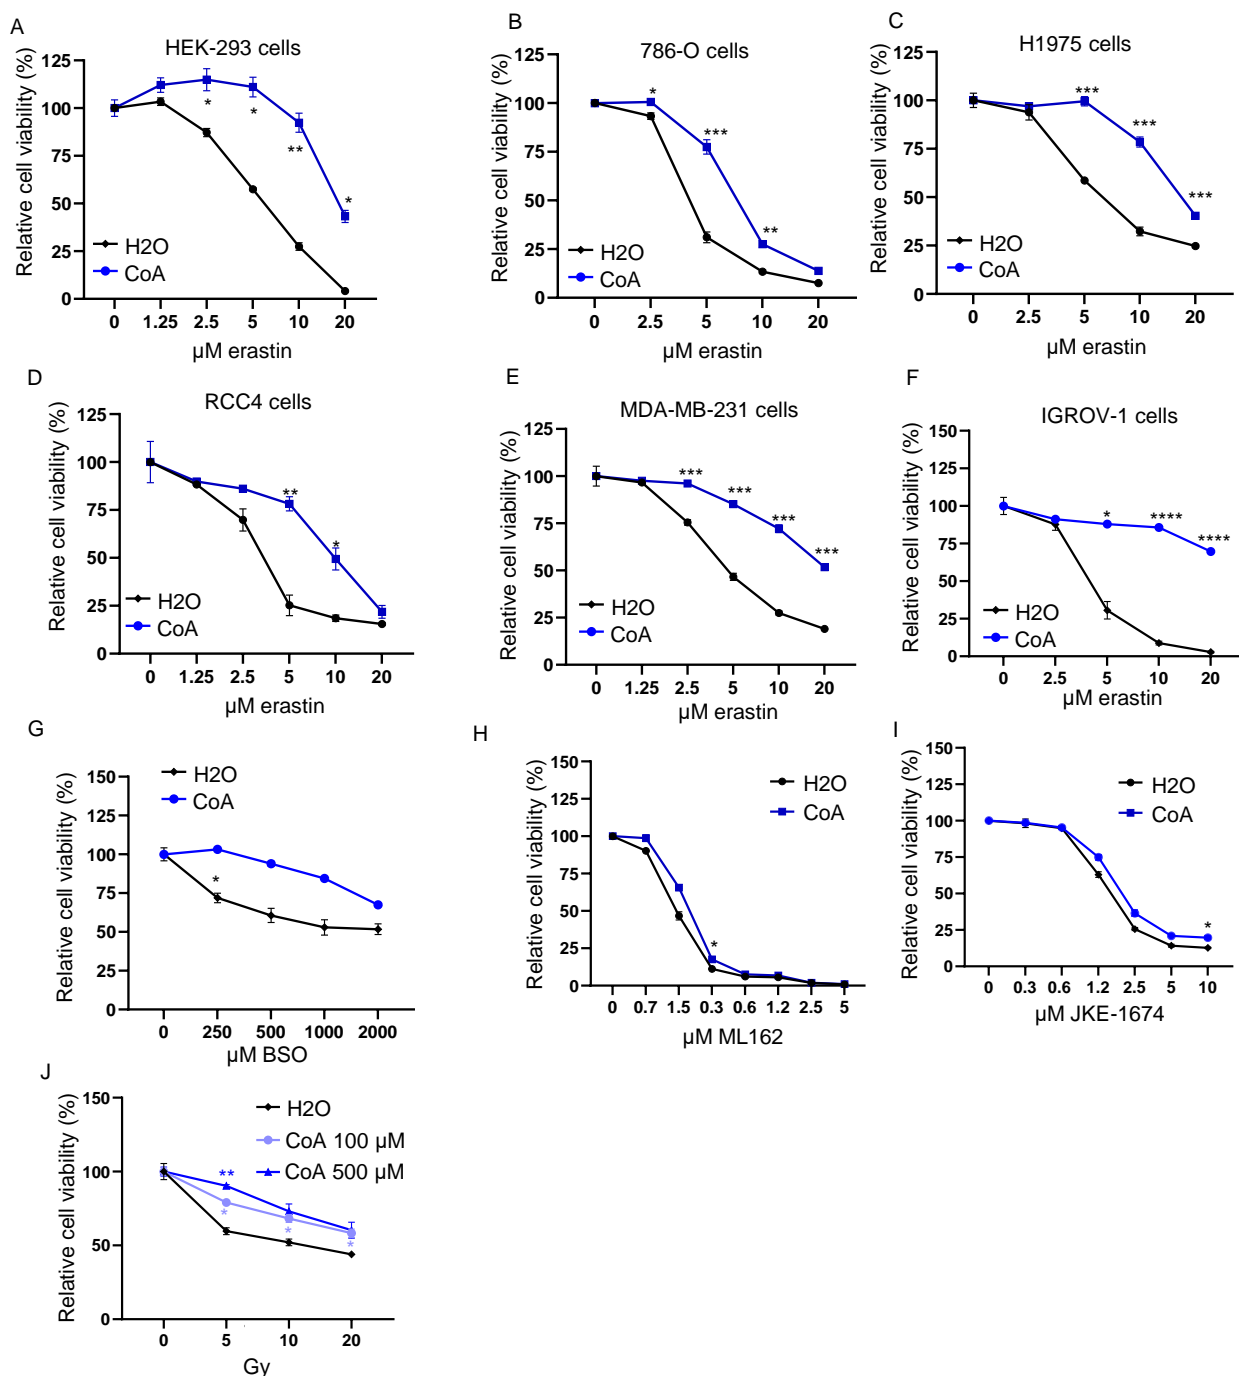 A
HEK-293 cells
Relative cell viability (%)
125
100
75
50
25
0
* * ** *
H2O
CoA
0 1.25 2.5 5 10 20
µM erastin
B
786-O cells
Relative cell viability (%)
125
100
75
50
25
0
* *** **
H2O
CoA
0 2.5 5 10 20
µM erastin
C
H1975 cells
Relative cell viability (%)
125
100
75
50
25
0
*** *** ***
H2O
CoA
0 2.5 5 10 20
µM erastin
D
RCC4 cells
Relative cell viability (%)
125
100
75
50
25
0
** *
H2O
CoA
0 1.25 2.5 5 10 20
µM erastin
E
MDA-MB-231 cells
Relative cell viability (%)
125
100
75
50
25
0
*** *** *** ***
H2O
CoA
0 1.25 2.5 5 10 20
µM erastin
F
IGROV-1 cells
Relative cell viability (%)
150
125
100
75
50
25
0
* **** ****
H2O
CoA
0 2.5 5 10 20
µM erastin
G
Relative cell viability (%)
150
125
100
75
50
25
0
H2O
CoA
*
0 250 500 1000 2000
µM BSO
H
Relative cell viability (%)
150
125
100
75
50
25
0
H2O
CoA
*
0 0.7 1.5 0.3 0.6 1.2 2.5 5
µM ML162
I
Relative cell viability (%)
150
125
100
75
50
25
0
H2O
CoA
*
0 0.3 0.6 1.2 2.5 5 10
µM JKE-1674
J
Relative cell viability (%)
150
100
50
0
H2O
CoA 100 µM
CoA 500 µM
**
* * *
0 5 10 20
Gy